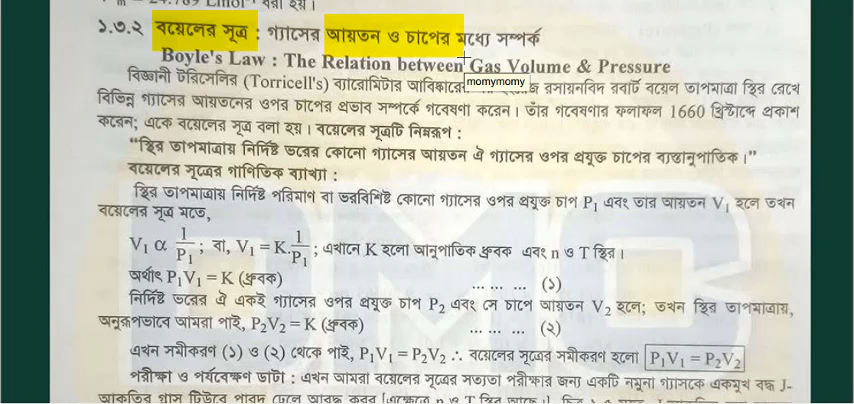 ১.৩.২ বয়েলের সূত্র : গ্যাসের আয়তন ও চাপের মধ্যে সম্পর্ক
Boyle's Law : The Relation between Gas Volume & Pressure
momymomy
বিজ্ঞানী টরিসেলির (Torricell's) ব্যারোমিটার আবিষ্কারের রসায়নবিদ রবার্ট বয়েল তাপমাত্রা স্থির রেখে
বিভিন্ন গ্যাসের আয়তনের ওপর চাপের প্রভাব সম্পর্কে গবেষণা করেন। তাঁর গবেষণার ফলাফল 1660 খ্রিস্টাব্দে প্রকাশ
করেন; একে বয়েলের সূত্র বলা হয়। বয়েলের সূত্রটি নিম্নরূপ :
“স্থির তাপমাত্রায় নির্দিষ্ট ভরের কোনো গ্যাসের আয়তন ঐ গ্যাসের ওপর প্রযুক্ত চাপের ব্যস্তানুপাতিক।”
বয়েলের সূত্রের গাণিতিক ব্যাখ্যা :
স্থির তাপমাত্রায় নির্দিষ্ট পরিমাণ বা ভরবিশিষ্ট কোনো গ্যাসের ওপর প্রযুক্ত চাপ P₁ এবং তার আয়তন V₁ হলে তখন
বয়েলের সূত্র মতে,
V₁ ∝ 1/P₁ ; বা, V₁ = K.1/P₁ ; এখানে K হলো আনুপাতিক ধ্রুবক এবং n ও T স্থির।
অর্থাৎ P₁V₁ = K (ধ্রুবক) ... ... ... (১)
নির্দিষ্ট ভরের ঐ একই গ্যাসের ওপর প্রযুক্ত চাপ P₂ এবং সে চাপে আয়তন V₂ হলে; তখন স্থির তাপমাত্রায়,
অনুরূপভাবে আমরা পাই, P₂V₂ = K (ধ্রুবক) ... ... ... (২)
এখন সমীকরণ (১) ও (২) থেকে পাই, P₁V₁ = P₂V₂ ∴ বয়েলের সূত্রের সমীকরণ হলো P₁V₁ = P₂V₂
পরীক্ষা ও পর্যবেক্ষণ ডাটা : এখন আমরা বয়েলের সূত্রের সত্যতা পরীক্ষার জন্য একটি নমুনা গ্যাসকে একমুখ বদ্ধ J-